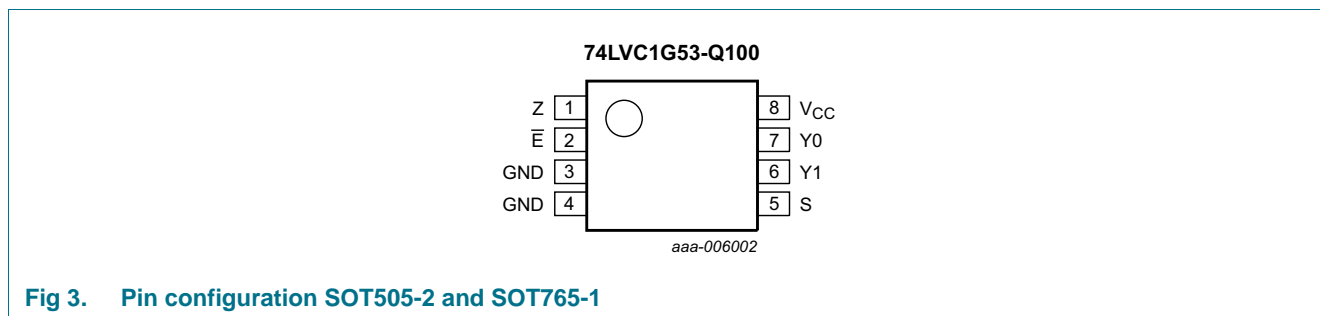 74LVC1G53-Q100
Z 1 8 VCC
E̅ 2 7 Y0
GND 3 6 Y1
GND 4 5 S
aaa-006002
Fig 3. Pin configuration SOT505-2 and SOT765-1